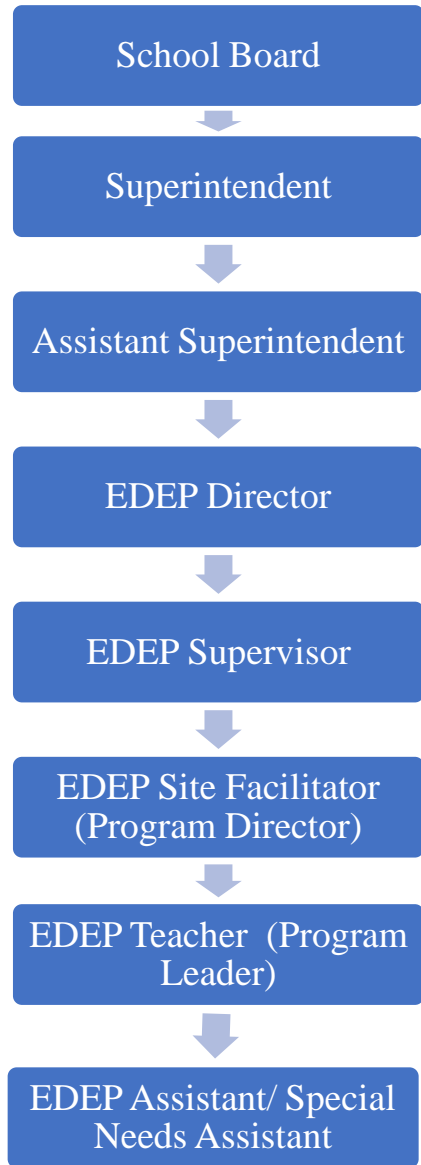 School Board
Superintendent
Assistant Superintendent
EDEP Director
EDEP Supervisor
EDEP Site Facilitator
(Program Director)
EDEP Teacher (Program
Leader)
EDEP Assistant/ Special
Needs Assistant